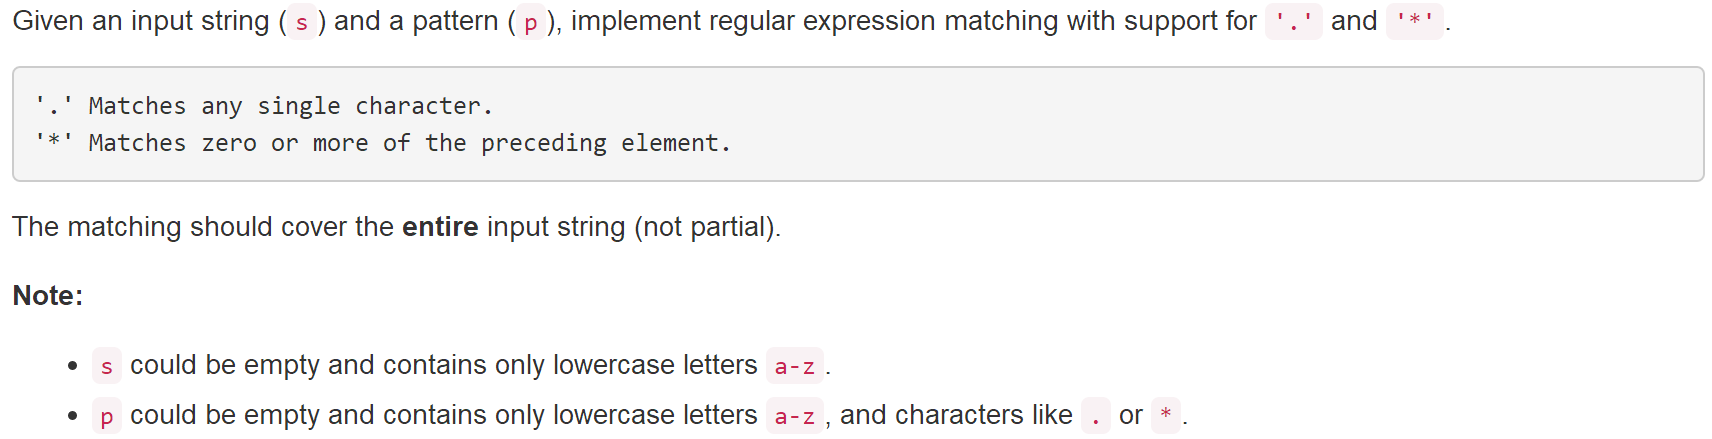 Given an input string (s) and a pattern (p), implement regular expression matching with support for '.' and '*'.
'.' Matches any single character.
'*' Matches zero or more of the preceding element.
The matching should cover the entire input string (not partial).
Note:
• s could be empty and contains only lowercase letters a-z.
• p could be empty and contains only lowercase letters a-z, and characters like . or *.